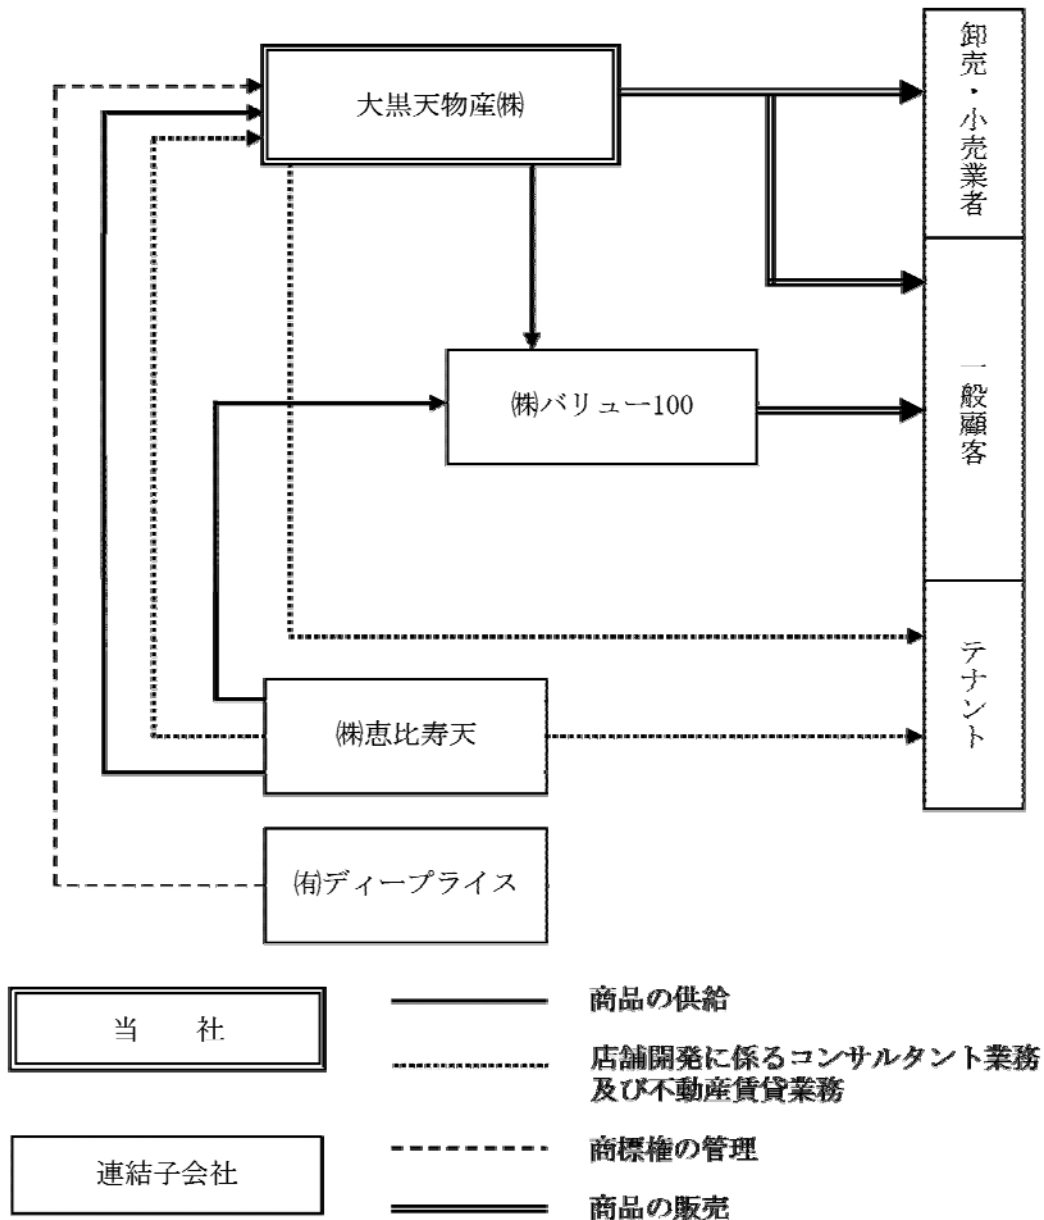 大黒天物産㈱
卸売・小売業者
㈱バリュー100
一般顧客
テナント
㈱恵比寿天
㈲ディープライス
当　社
商品の供給
店舗開発に係るコンサルタント業務
及び不動産賃貸業務
連結子会社
商標権の管理
商品の販売